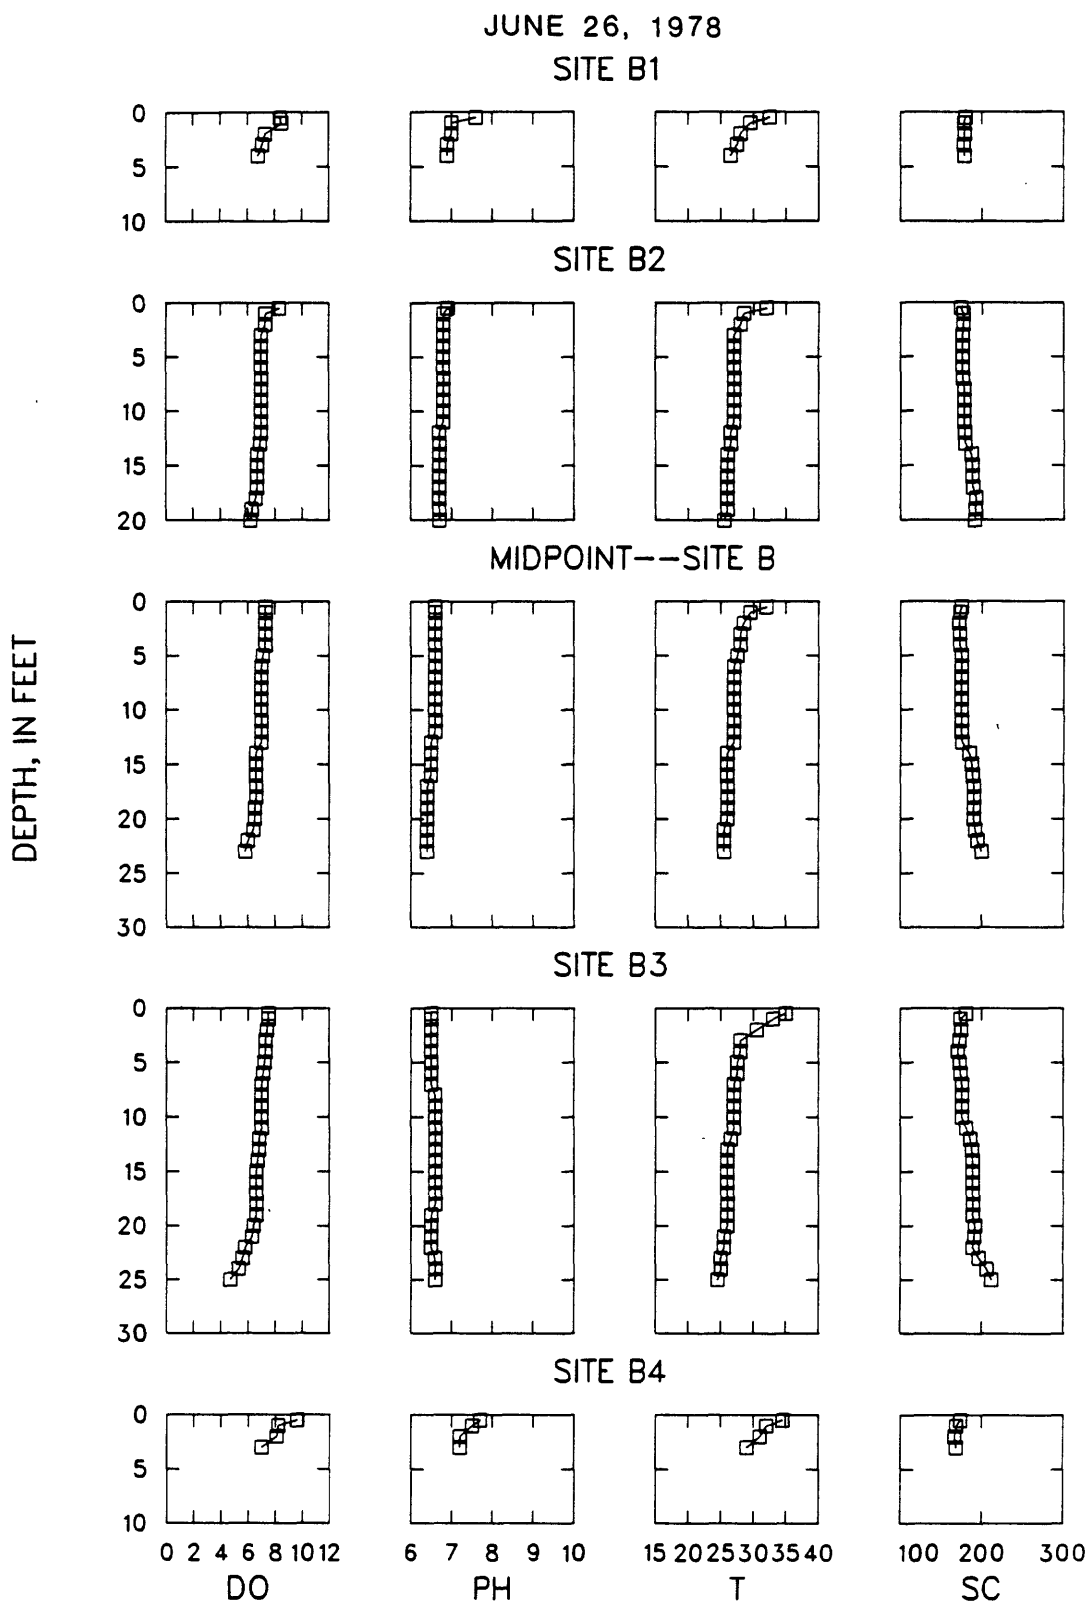 JUNE 26, 1978
SITE B1
0
5
10
SITE B2
0
5
10
15
20
MIDPOINT--SITE B
0
5
10
15
20
25
30
DEPTH, IN FEET
SITE B3
0
5
10
15
20
25
30
SITE B4
0
5
10
0 2 4 6 8 10 12 6 7 8 9 10 15 20 25 30 35 40 100 200 300
DO PH T SC